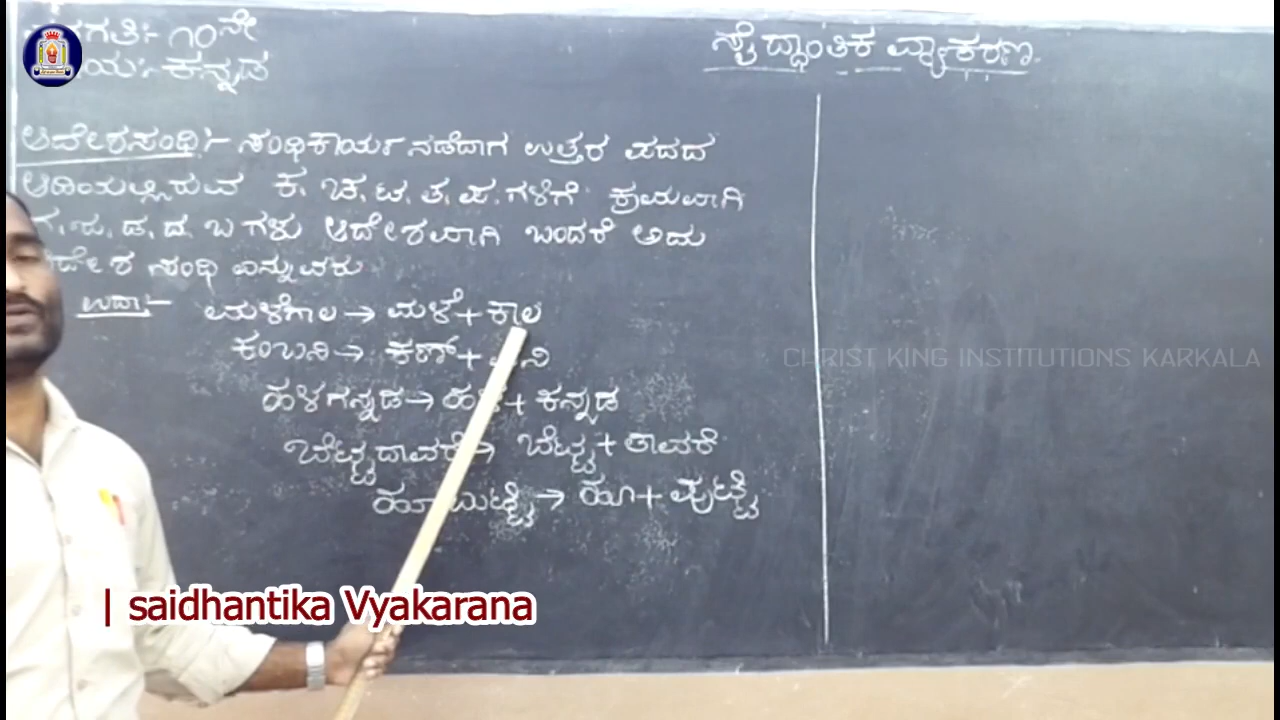 ತರಗತಿ:- ೧೦ನೇ
ವಿಷಯ:- ಕನ್ನಡ
ಸೈದ್ಧಾಂತಿಕ ವ್ಯಾಕರಣ
ಆದೇಶಸಂಧಿ:- ಸಂಧಿಕಾರ್ಯ ನಡೆದಾಗ ಉತ್ತರ ಪದದ
ಆದಿಯಲ್ಲಿರುವ ಕ, ಚ, ಟ, ತ, ಪ, ಗಳಿಗೆ ಕ್ರಮವಾಗಿ
ಗ, ಜ, ಡ, ದ, ಬ ಗಳು ಆದೇಶವಾಗಿ ಬಂದರೆ ಅದು
ಆದೇಶ ಸಂಧಿ ಎನ್ನುವರು
ಉದಾ:-
ಮಳೆಗಾಲ → ಮಳೆ + ಕಾಲ
ಕಂಬನಿ → ಕಣ್ + ಪನಿ
ಹಳಗನ್ನಡ → ಹಳೆ + ಕನ್ನಡ
ಬೆಟ್ಟದಾವರೆ → ಬೆಟ್ಟ + ತಾವರೆ
ಹೂಬುಟ್ಟಿ → ಹೂ + ಪುಟ್ಟಿ
CHRIST KING INSTITUTIONS KARKALA
| saidhantika Vyakarana